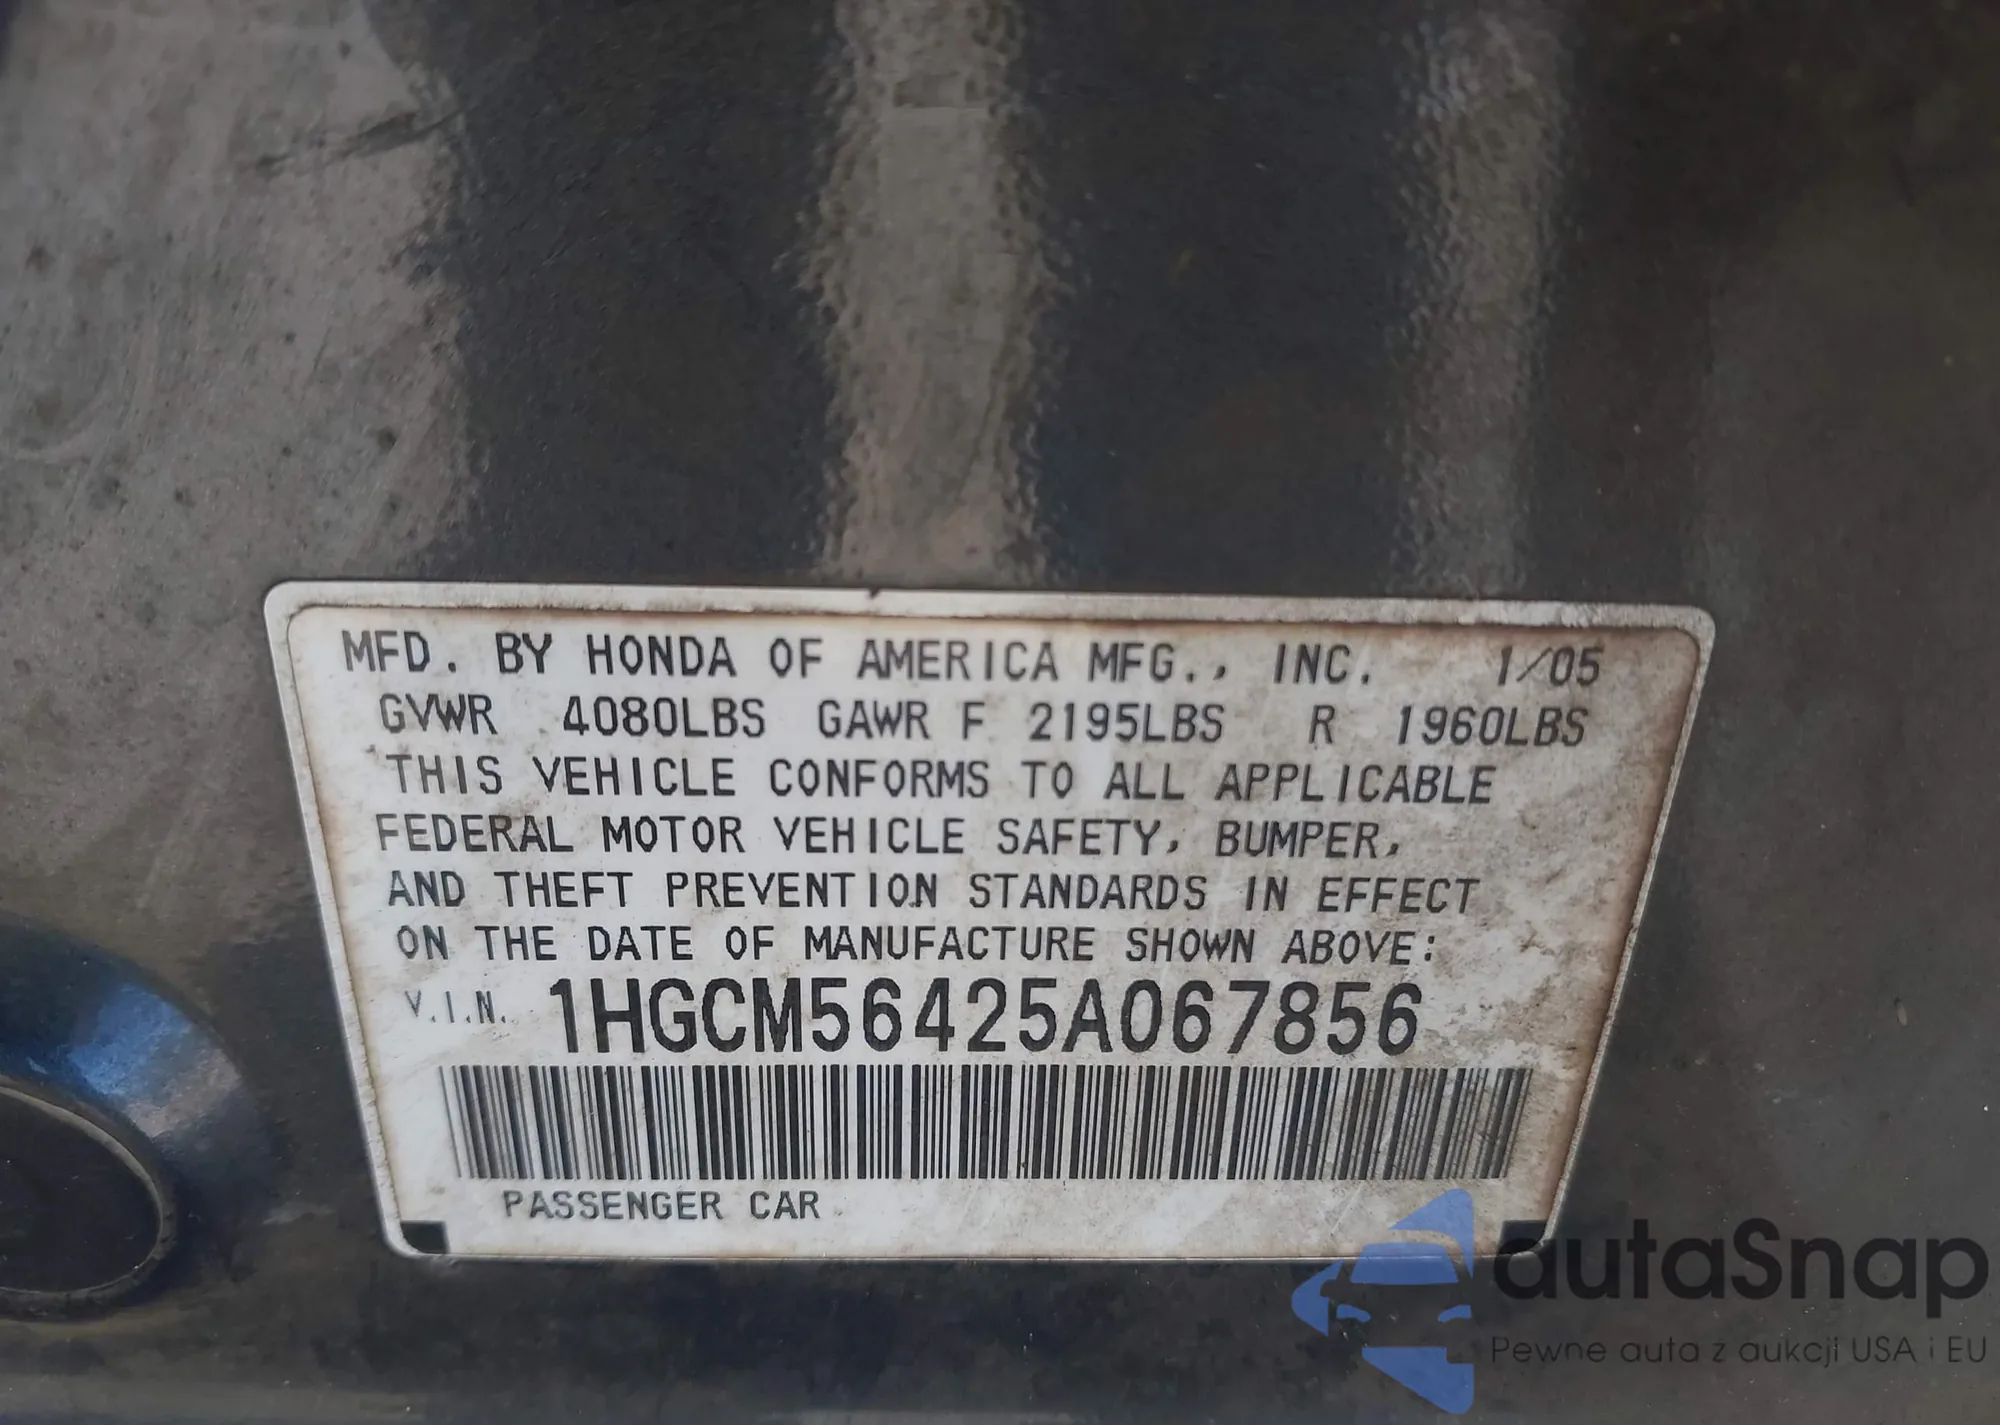 MFD. BY HONDA OF AMERICA MFG., INC. 1/05
GVWR 4080LBS GAWR F 2195LBS R 1960LBS
THIS VEHICLE CONFORMS TO ALL APPLICABLE
FEDERAL MOTOR VEHICLE SAFETY, BUMPER,
AND THEFT PREVENTION STANDARDS IN EFFECT
ON THE DATE OF MANUFACTURE SHOWN ABOVE:
V.I.N. 1HGCM56425A067856
PASSENGER CAR
autaSnap
Pewne auta z aukcji USA i EU